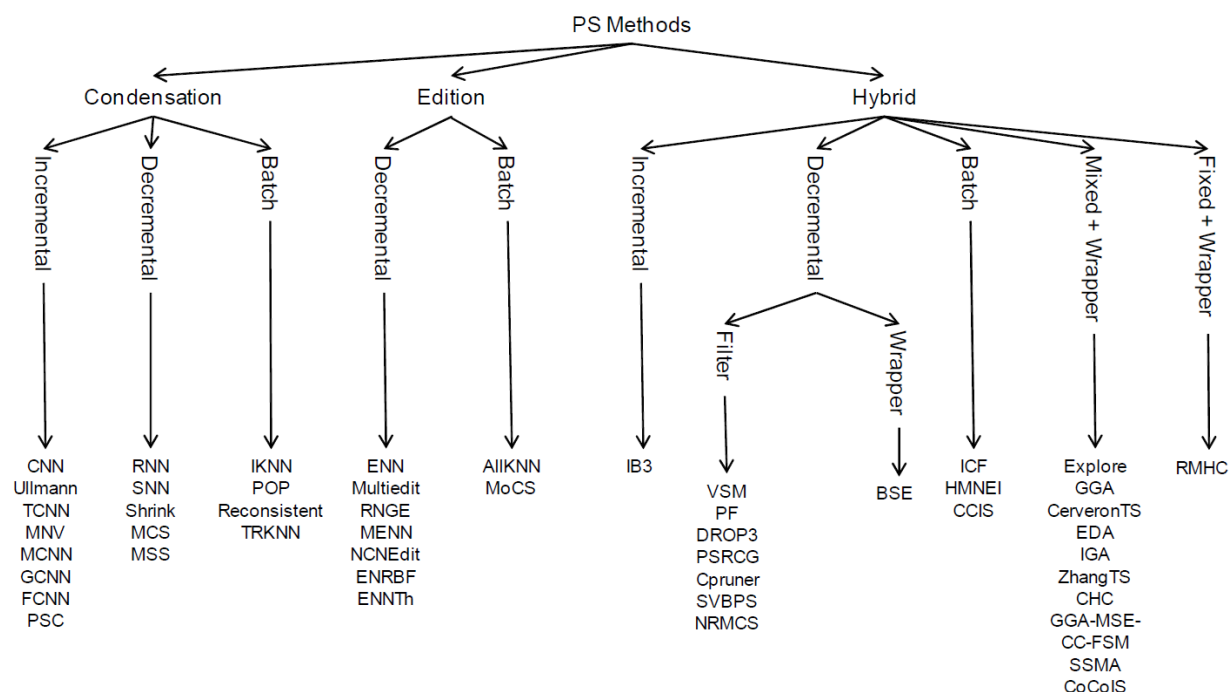 PS Methods
Condensation
Edition
Hybrid
Incremental
Decremental
Batch
Decremental
Batch
Incremental
Decremental
Batch
Mixed + Wrapper
Fixed + Wrapper
Filter
Wrapper
CNN
Ullmann
TCNN
MNV
MCNN
GCNN
FCNN
PSC
RNN
SNN
Shrink
MCS
MSS
IKNN
POP
Reconsistent
TRKNN
ENN
Multiedit
RNGE
MENN
NCNEdit
ENRBF
ENNTh
AllKNN
MoCS
IB3
VSM
PF
DROP3
PSRCG
Cpruner
SVBPS
NRMCS
BSE
ICF
HMNEI
CCIS
Explore
GGA
CerveronTS
EDA
IGA
ZhangTS
CHC
GGA-MSE-
CC-FSM
SSMA
CoCoIS
RMHC